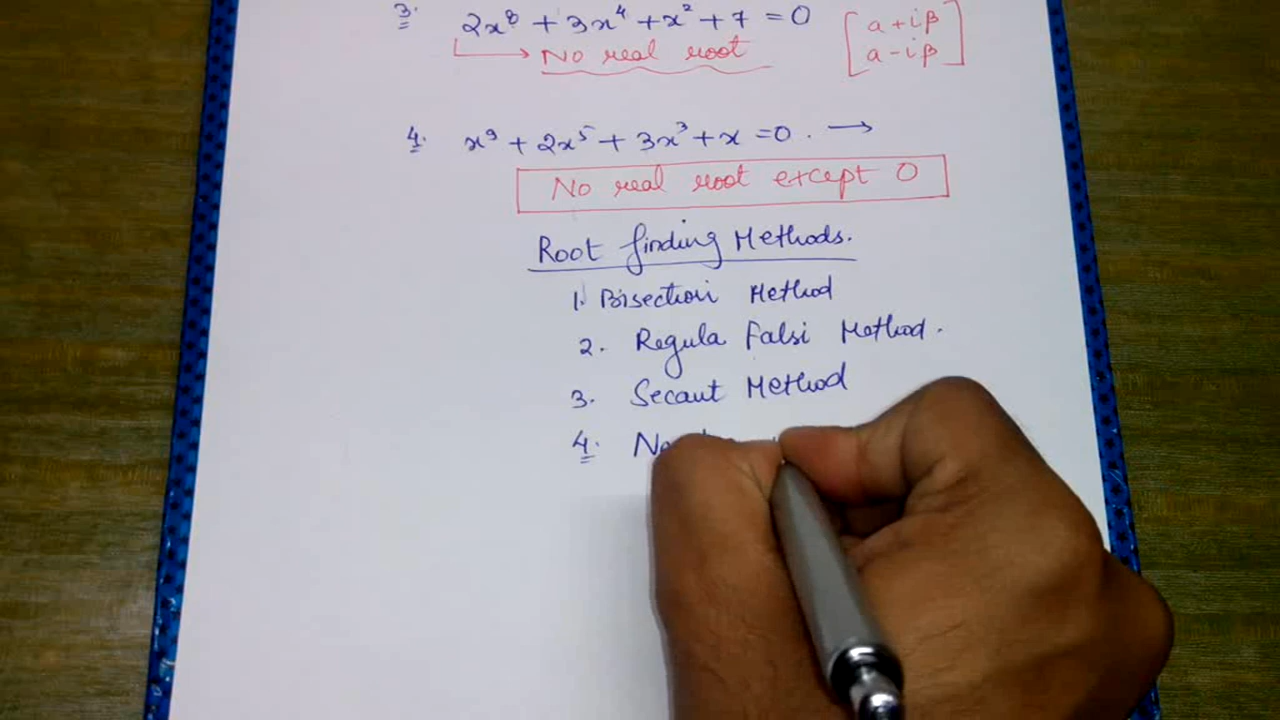 3. 2x⁸ + 3x⁴ + x² + 7 = 0 [a + iβ
a - iβ]
No real root
4. x⁹ + 2x⁵ + 3x³ + x = 0 . →
No real root except 0
Root finding Methods.
1. Bisection Method
2. Regula Falsi Method.
3. Secant Method
4.